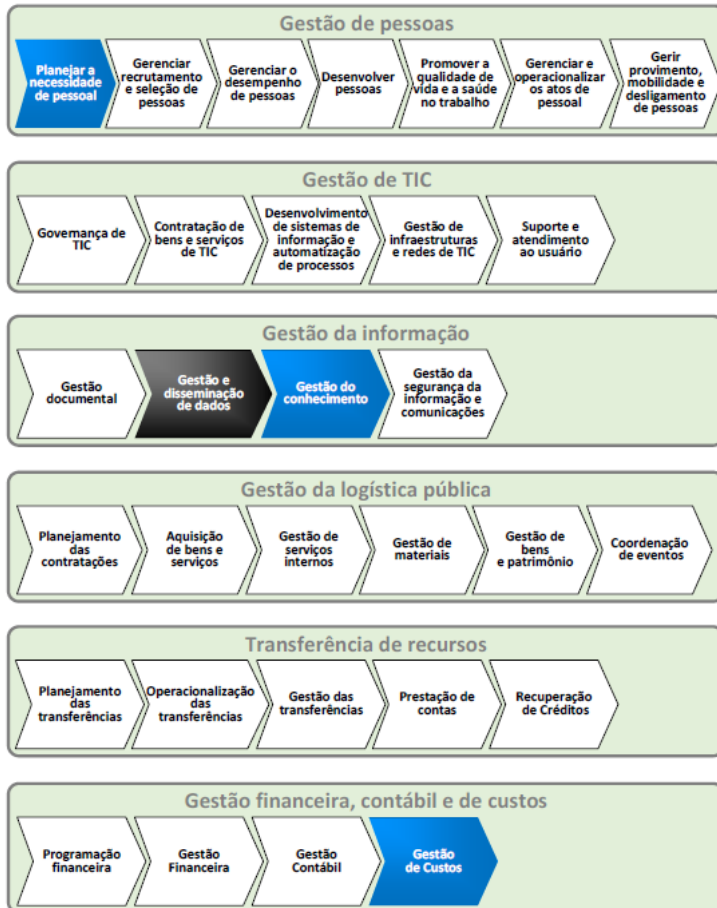 Gestão de pessoas
Planejar a
necessidade
de pessoal
Gerenciar
recrutamento
e seleção de
pessoas
Gerenciar o
desempenho
de pessoas
Desenvolver
pessoas
Promover a
qualidade de
vida e a saúde
no trabalho
Gerenciar e
operacionalizar
os atos de
pessoal
Gerir
provimento,
mobilidade e
desligamento
de pessoas
Gestão de TIC
Governança de
TIC
Contratação de
bens e serviços
de TIC
Desenvolvimento
de sistemas de
informação e
automatização
de processos
Gestão de
infraestruturas
e redes de TIC
Suporte e
atendimento
ao usuário
Gestão da informação
Gestão
documental
Gestão e
disseminação
de dados
Gestão do
conhecimento
Gestão da
segurança da
informação e
comunicações
Gestão da logística pública
Planejamento
das
contratações
Aquisição
de bens e
serviços
Gestão de
serviços
internos
Gestão de
materiais
Gestão de
bens
e patrimônio
Coordenação
de eventos
Transferência de recursos
Planejamento
das
transferências
Operacionalização
das
transferências
Gestão das
transferências
Prestação de
contas
Recuperação
de Créditos
Gestão financeira, contábil e de custos
Programação
financeira
Gestão
Financeira
Gestão
Contábil
Gestão
de Custos